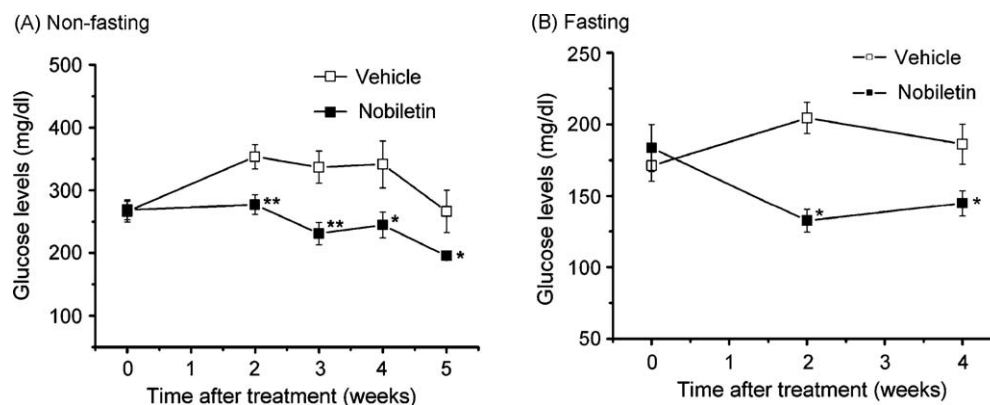 (A) Non-fasting
500
400
300
200
100
Glucose levels (mg/dl)
Vehicle
Nobiletin
**
**
*
*
0 1 2 3 4 5
Time after treatment (weeks)
(B) Fasting
250
200
150
100
50
Glucose levels (mg/dl)
Vehicle
Nobiletin
*
*
0 1 2 3 4
Time after treatment (weeks)